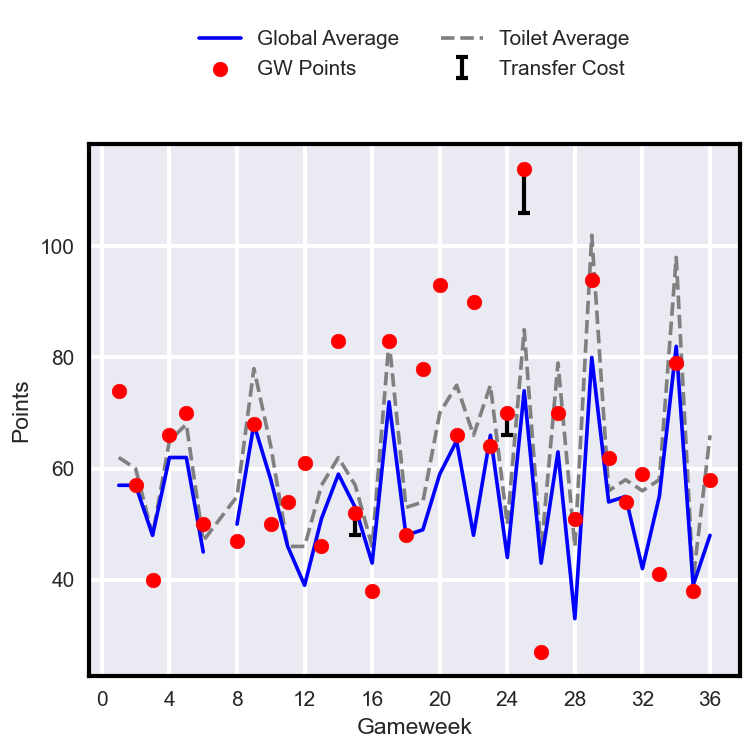 Global Average
Toilet Average
GW Points
Transfer Cost
100
80
60
40
Points
0 4 8 12 16 20 24 28 32 36
Gameweek